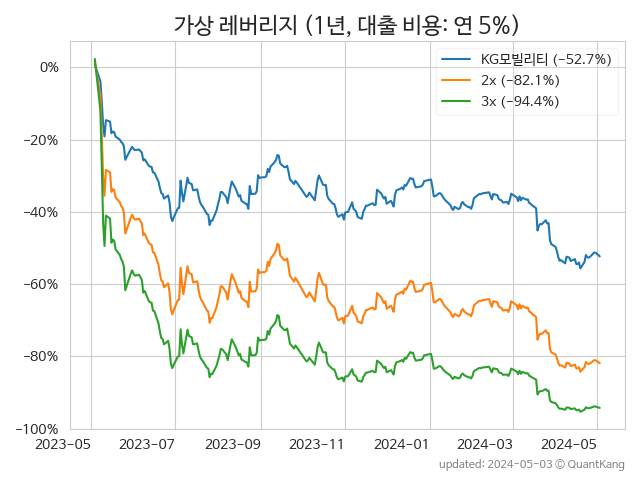 가상 레버리지 (1년, 대출 비용: 연 5%)
KG모빌리티 (−52.7%)
2x (−82.1%)
3x (−94.4%)
0%
−20%
−40%
−60%
−80%
−100%
2023-05 2023-07 2023-09 2023-11 2024-01 2024-03 2024-05
updated: 2024-05-03 © QuantKang